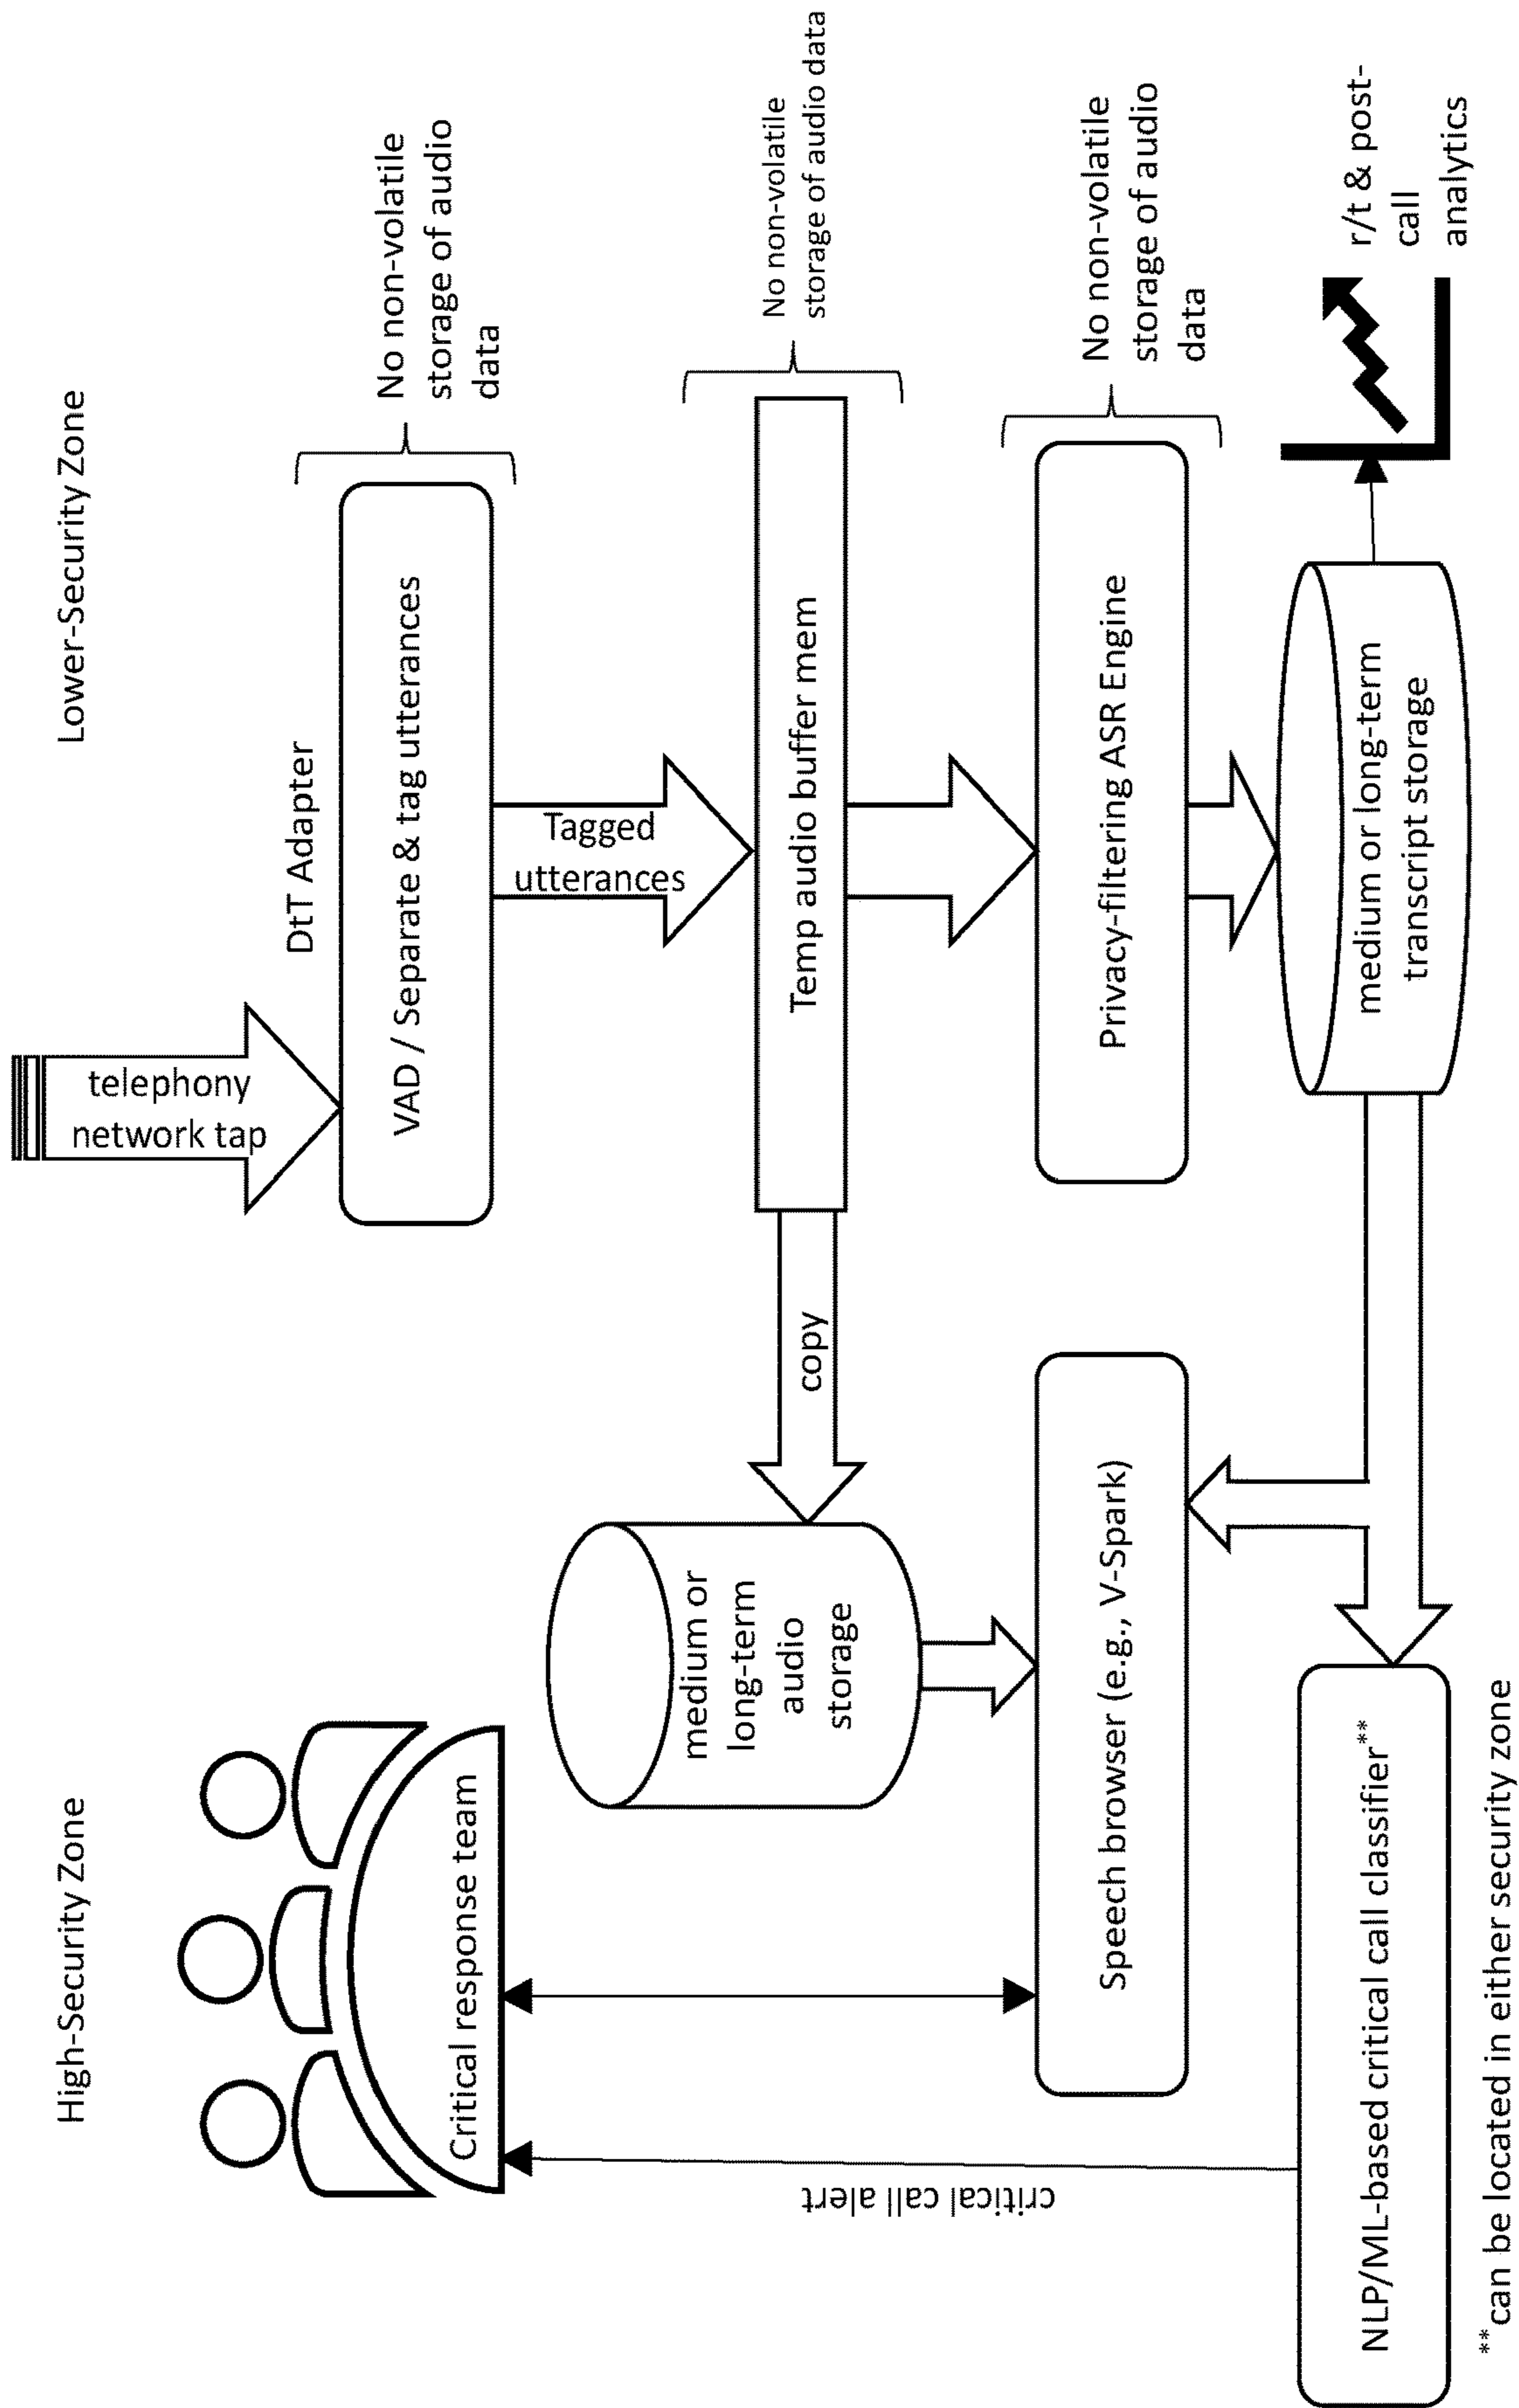 High-Security Zone
Lower-Security Zone
telephony
network tap
DtT Adapter
VAD / Separate & tag utterances
No non-volatile
storage of audio
data
Critical response team
Tagged
utterances
medium or
long-term
audio
storage
copy
Temp audio buffer mem
No non-volatile
storage of audio data
critical call alert
Speech browser (e.g., V-Spark)
Privacy-filtering ASR Engine
No non-volatile
storage of audio
data
NLP/ML-based critical call classifier**
medium or long-term
transcript storage
r/t & post-
call
analytics
**can be located in either security zone